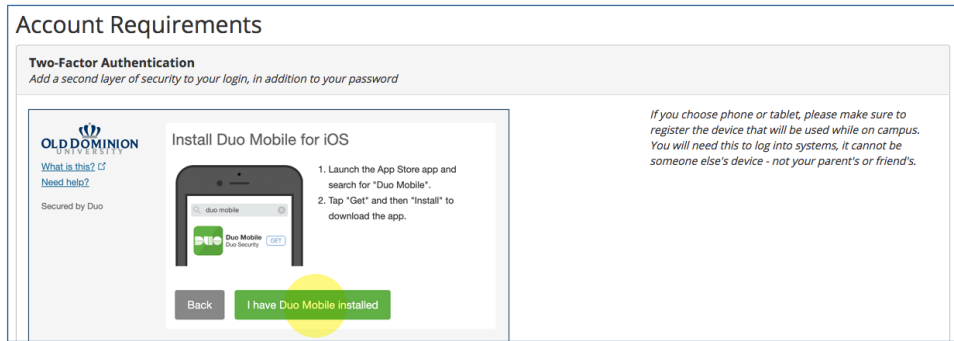 Account Requirements
Two-Factor Authentication
Add a second layer of security to your login, in addition to your password
OLD DOMINION
UNIVERSITY
What is this?
Need help?
Secured by Duo
Install Duo Mobile for iOS
duo mobile
DUO
Duo Mobile
Duo Security
GET
1. Launch the App Store app and
search for "Duo Mobile".
2. Tap "Get" and then "Install" to
download the app.
Back
I have Duo Mobile installed
If you choose phone or tablet, please make sure to
register the device that will be used while on campus.
You will need this to log into systems, it cannot be
someone else's device - not your parent's or friend's.